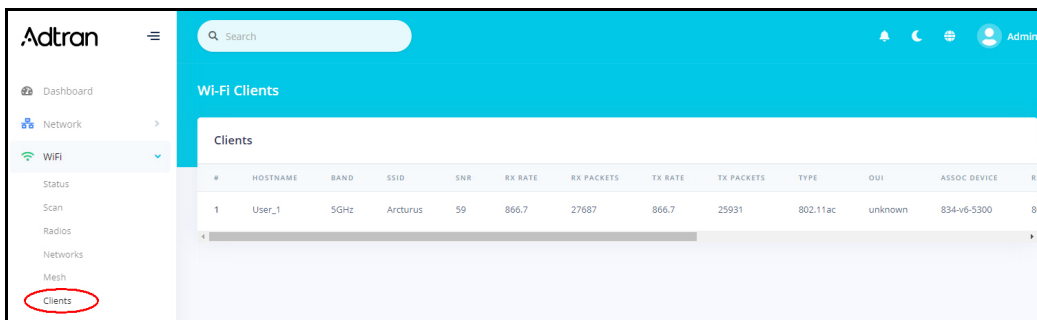 Adtran
Search
Admin
Dashboard
Wi-Fi Clients
Network
Clients
WiFi
# HOSTNAME BAND SSID SNR RX RATE RX PACKETS TX RATE TX PACKETS TYPE OUI ASSOC DEVICE R
Status
1 User_1 5GHz Arcturus 59 866.7 27687 866.7 25931 802.11ac unknown 834-v6-5300 8
Scan
Radios
Networks
Mesh
Clients